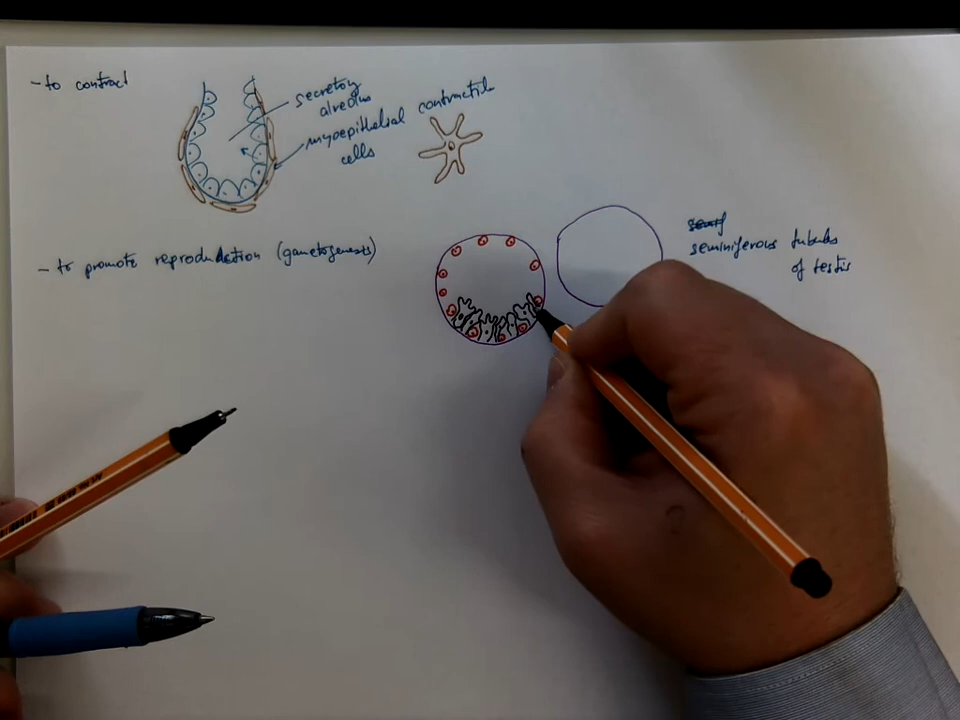 - to contract
secretory
alveolus
myoepithelial contractile
cells
- to promote reproduction (gametogenesis)
seminiferous tubules
of testis